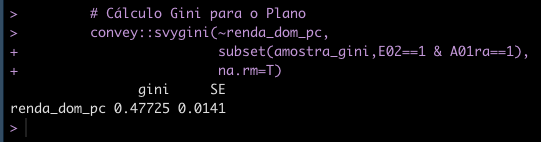 >         # Cálculo Gini para o Plano
>         convey::svygini(~renda_dom_pc,
+                         subset(amostra_gini,E02==1 & A01ra==1),
+                         na.rm=T)
                gini     SE
renda_dom_pc 0.47725 0.0141
>